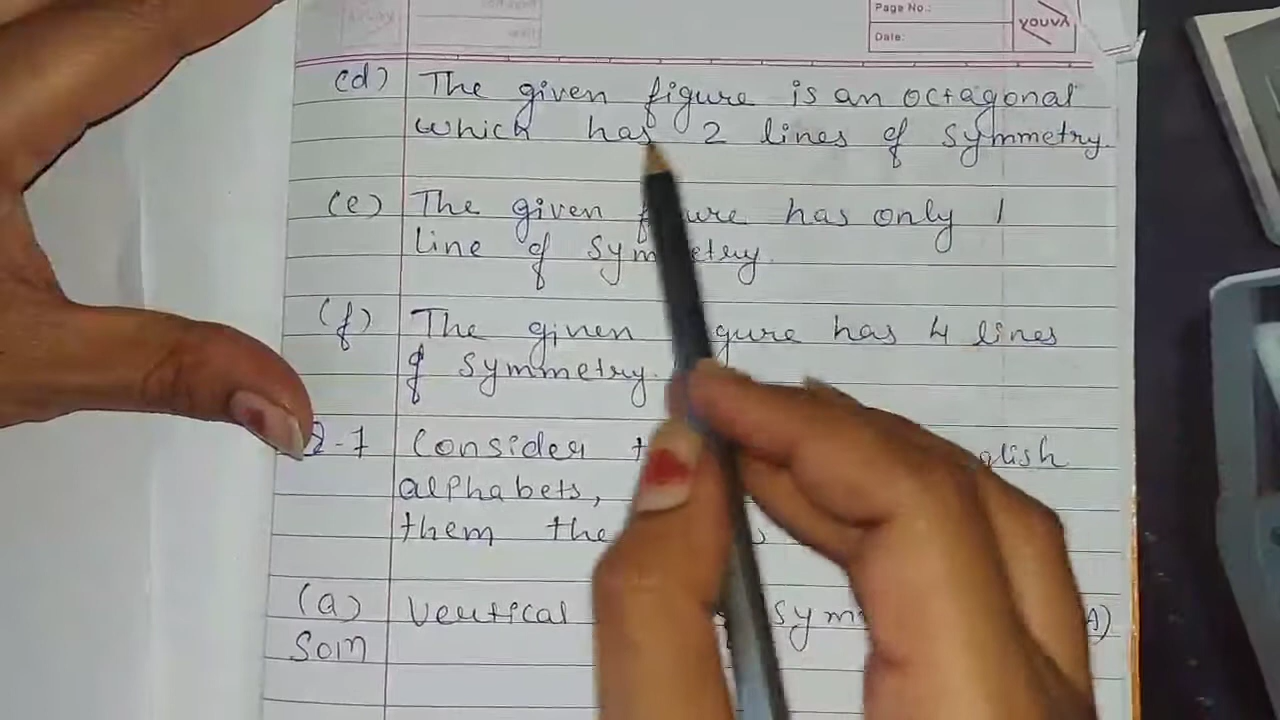 Page No.:
Date:
YOUVA
(d) The given figure is an octagonal
which has 2 lines of symmetry.
(e) The given figure has only 1
line of symmetry.
(f) The given figure has 4 lines
of symmetry.
2-7 Consider
alphabets,
them the
(a) Vertical
Soln